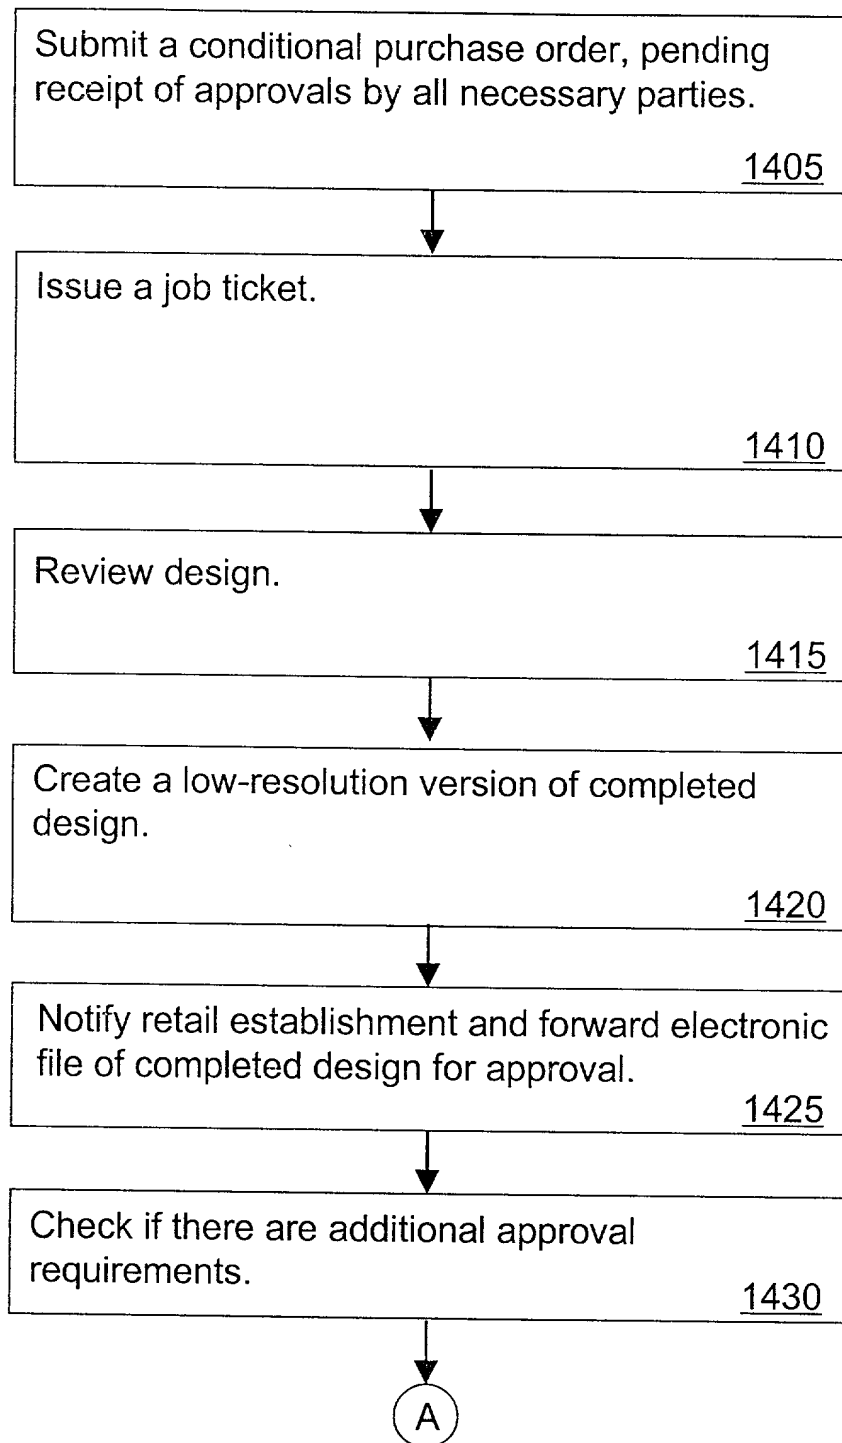 Submit a conditional purchase order, pending
receipt of approvals by all necessary parties.
1405
Issue a job ticket.
1410
Review design.
1415
Create a low-resolution version of completed
design.
1420
Notify retail establishment and forward electronic
file of completed design for approval.
1425
Check if there are additional approval
requirements.
1430
A